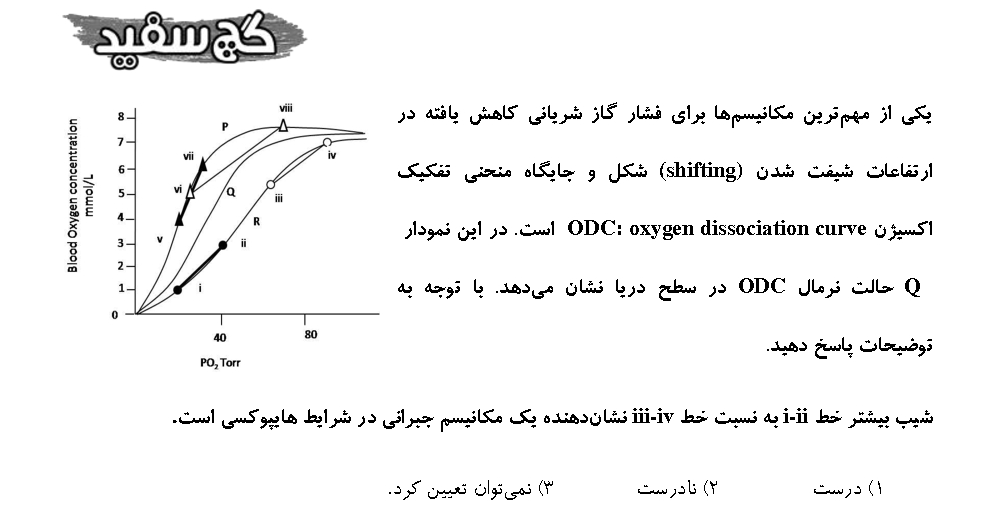 گچ سفید
یکی از مهم‌ترین مکانیسم‌ها برای فشار گاز شریانی کاهش یافته در
ارتفاعات شیفت شدن (shifting) شکل و جایگاه منحنی تفکیک
اکسیژن ODC: oxygen dissociation curve است. در این نمودار
Q حالت نرمال ODC در سطح دریا نشان می‌دهد. با توجه به
توضیحات پاسخ دهید.
Blood Oxygen concentration
mmol/L
8
7
6
5
4
3
2
1
0
40
80
PO2 Torr
P
Q
R
viii
vii
vi
v
iv
iii
ii
i
شیب بیشتر خط i-ii به نسبت خط iii-iv نشان‌دهنده یک مکانیسم جبرانی در شرایط هایپوکسی است.
۱) درست ۲) نادرست ۳) نمی‌توان تعیین کرد.